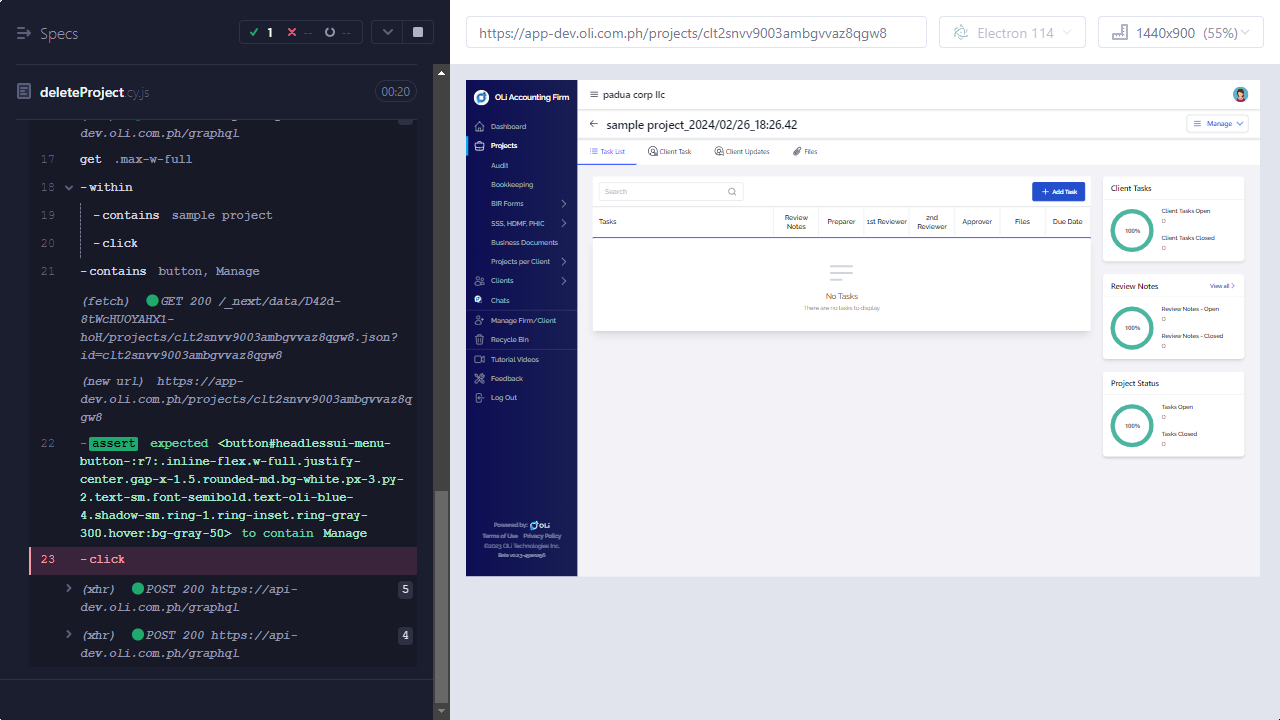 Specs
1
--
--
deleteProject.cy.js
00:20
dev.oli.com.ph/graphql
17 get .max-w-full
18 -within
19 -contains sample project
20 -click
21 -contains button, Manage
(fetch) GET 200 /_next/data/D42d-
8tWcHUOUAHX1-
hoH/projects/clt2snvv9003ambgvvaz8qgw8.json?
id=clt2snvv9003ambgvvaz8qgw8
(new url) https://app-
dev.oli.com.ph/projects/clt2snvv9003ambgvvaz8q
gw8
22 -assert expected <button#headlessui-menu-
button-:r7:.inline-flex.w-full.justify-
center.gap-x-1.5.rounded-md.bg-white.px-3.py-
2.text-sm.font-semibold.text-oli-blue-
4.shadow-sm.ring-1.ring-inset.ring-gray-
300.hover:bg-gray-50> to contain Manage
23 -click
(xhr) POST 200 https://api-
dev.oli.com.ph/graphql
5
(xhr) POST 200 https://api-
dev.oli.com.ph/graphql
4
https://app-dev.oli.com.ph/projects/clt2snvv9003ambgvvaz8qgw8
Electron 114
1440x900 (55%)
OLi Accounting Firm
Dashboard
Projects
Audit
Bookkeeping
BIR Forms
SSS, HDMF, PHIC
Business Documents
Projects per Client
Clients
Chats
Manage Firm/Client
Recycle Bin
Tutorial Videos
Feedback
Log Out
Powered by: OLi
Terms of Use Privacy Policy
©2023 OLi Technologies Inc.
padua corp llc
sample project_2024/02/26_18:26.42
Manage
Task List
Client Task
Client Updates
Files
Search
Add Task
Tasks
Review Notes
Preparer
1st Reviewer
2nd Reviewer
Approver
Files
Due Date
No Tasks
There are no tasks to display
Client Tasks
100%
Client Tasks Open
0
Client Tasks Closed
0
Review Notes
View all
100%
Review Notes - Open
0
Review Notes - Closed
0
Project Status
100%
Tasks Open
0
Tasks Closed
0